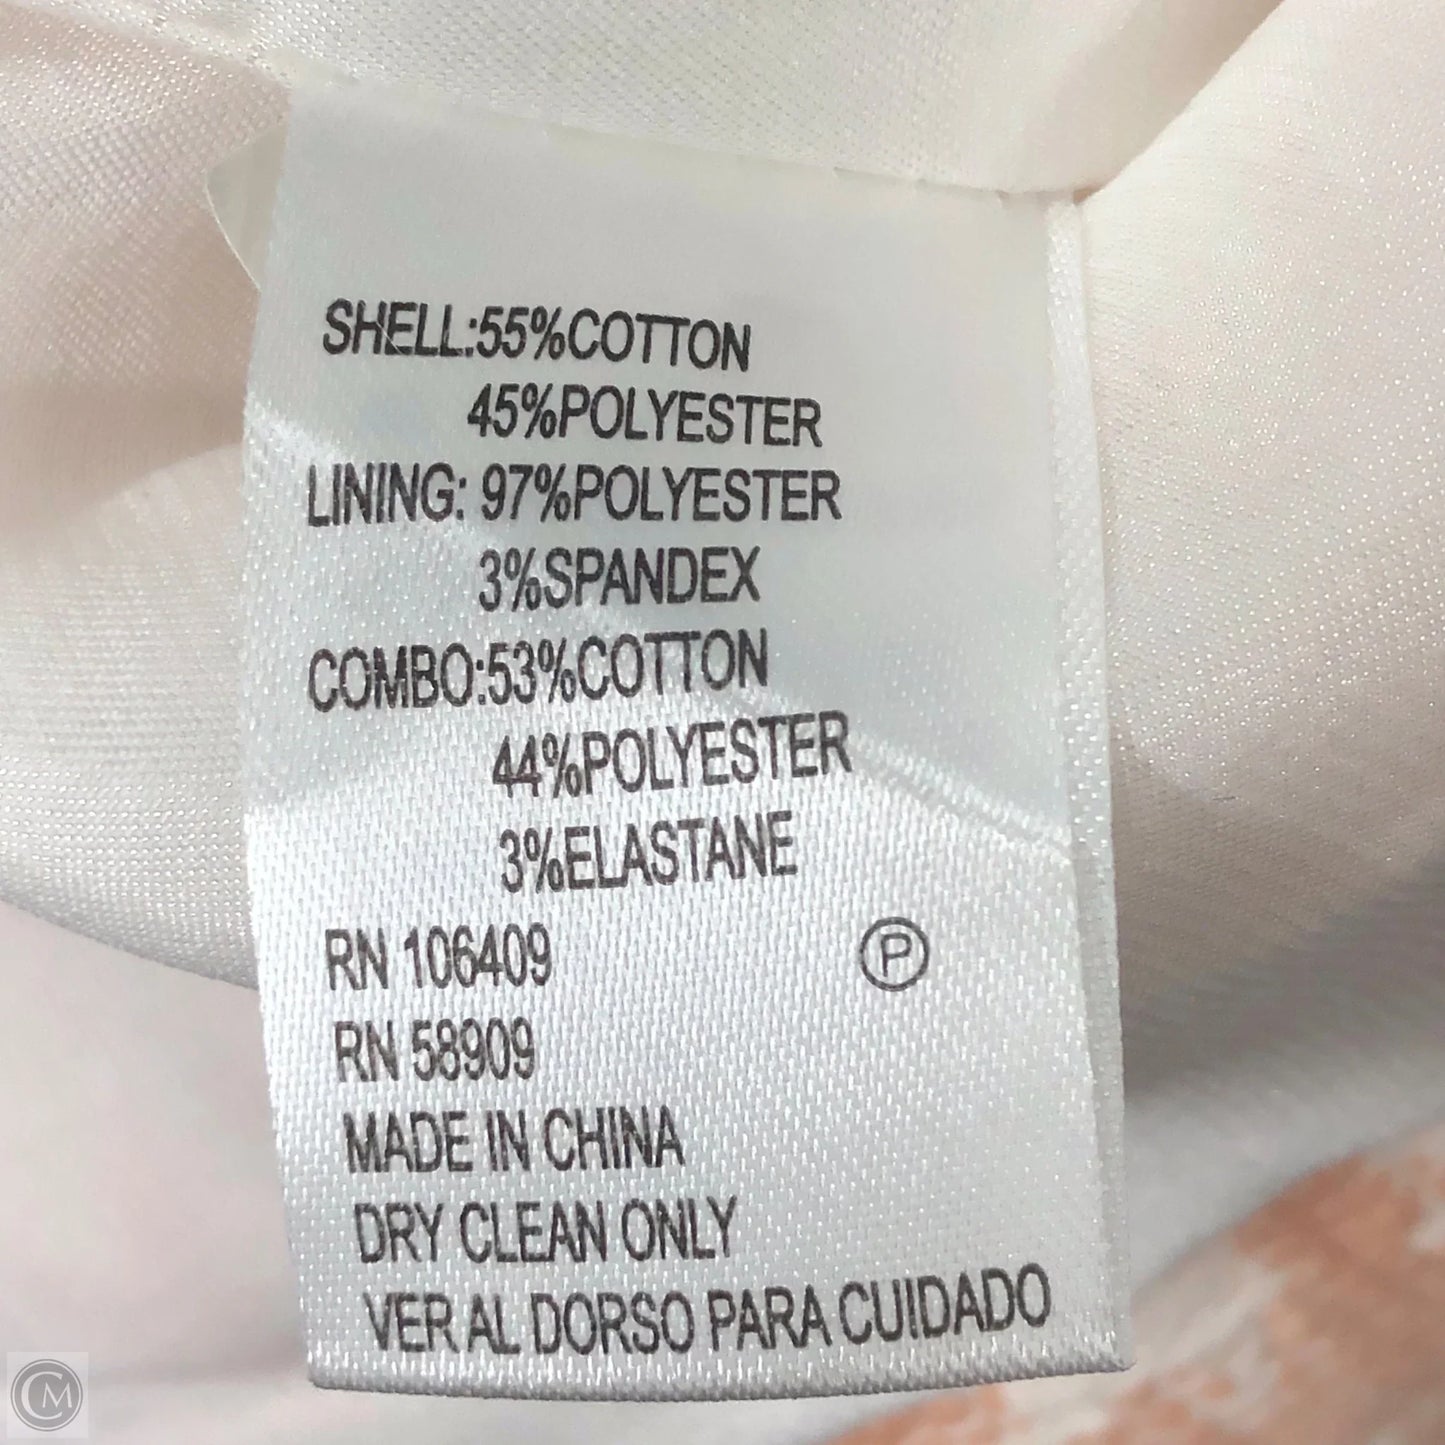 SHELL:55%COTTON
45%POLYESTER
LINING: 97%POLYESTER
3%SPANDEX
COMBO:53%COTTON
44%POLYESTER
3%ELASTANE
RN 106409
P
RN 58909
MADE IN CHINA
DRY CLEAN ONLY
VER AL DORSO PARA CUIDADO
CM